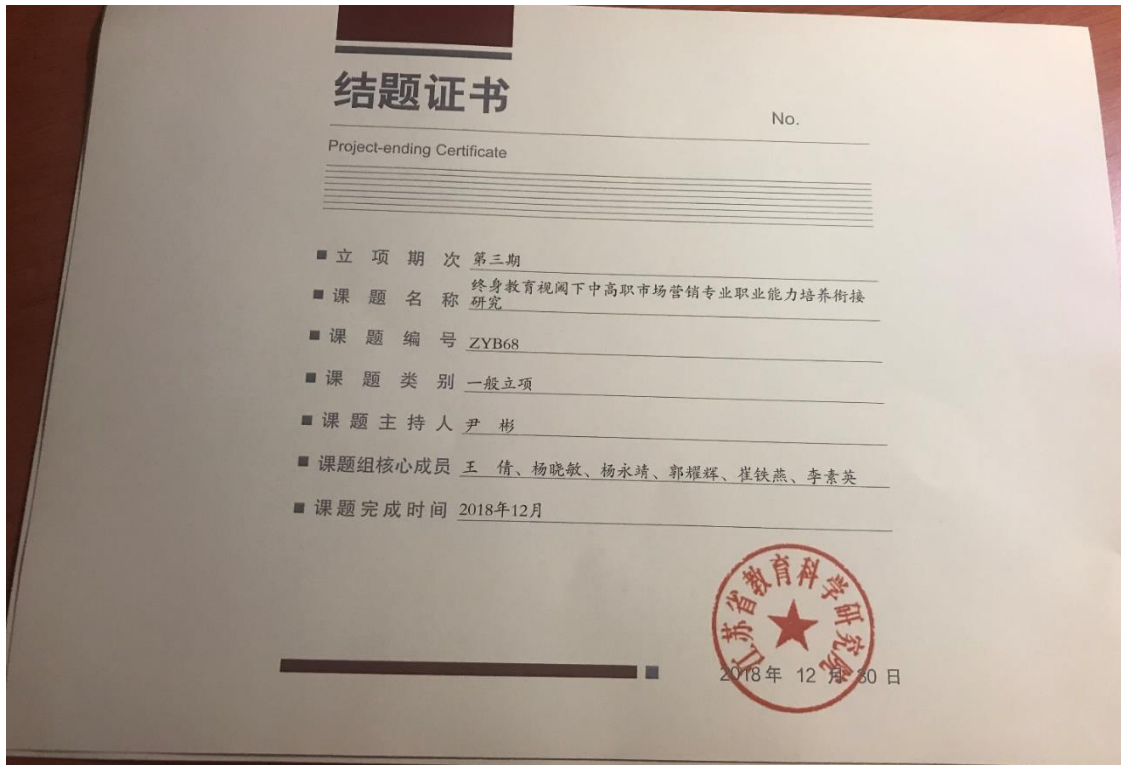 结题证书
No.
Project-ending Certificate
立项期次 第三期
课题名称 终身教育视阈下中高职市场营销专业职业能力培养衔接
研究
课题编号 ZYB68
课题类别 一般立项
课题主持人 尹 彬
课题组核心成员 王 倩、杨晓敏、杨永靖、郭耀辉、崔铁燕、李素英
课题完成时间 2018年12月
江苏省教育科学研究院
2018年 12 月 30 日